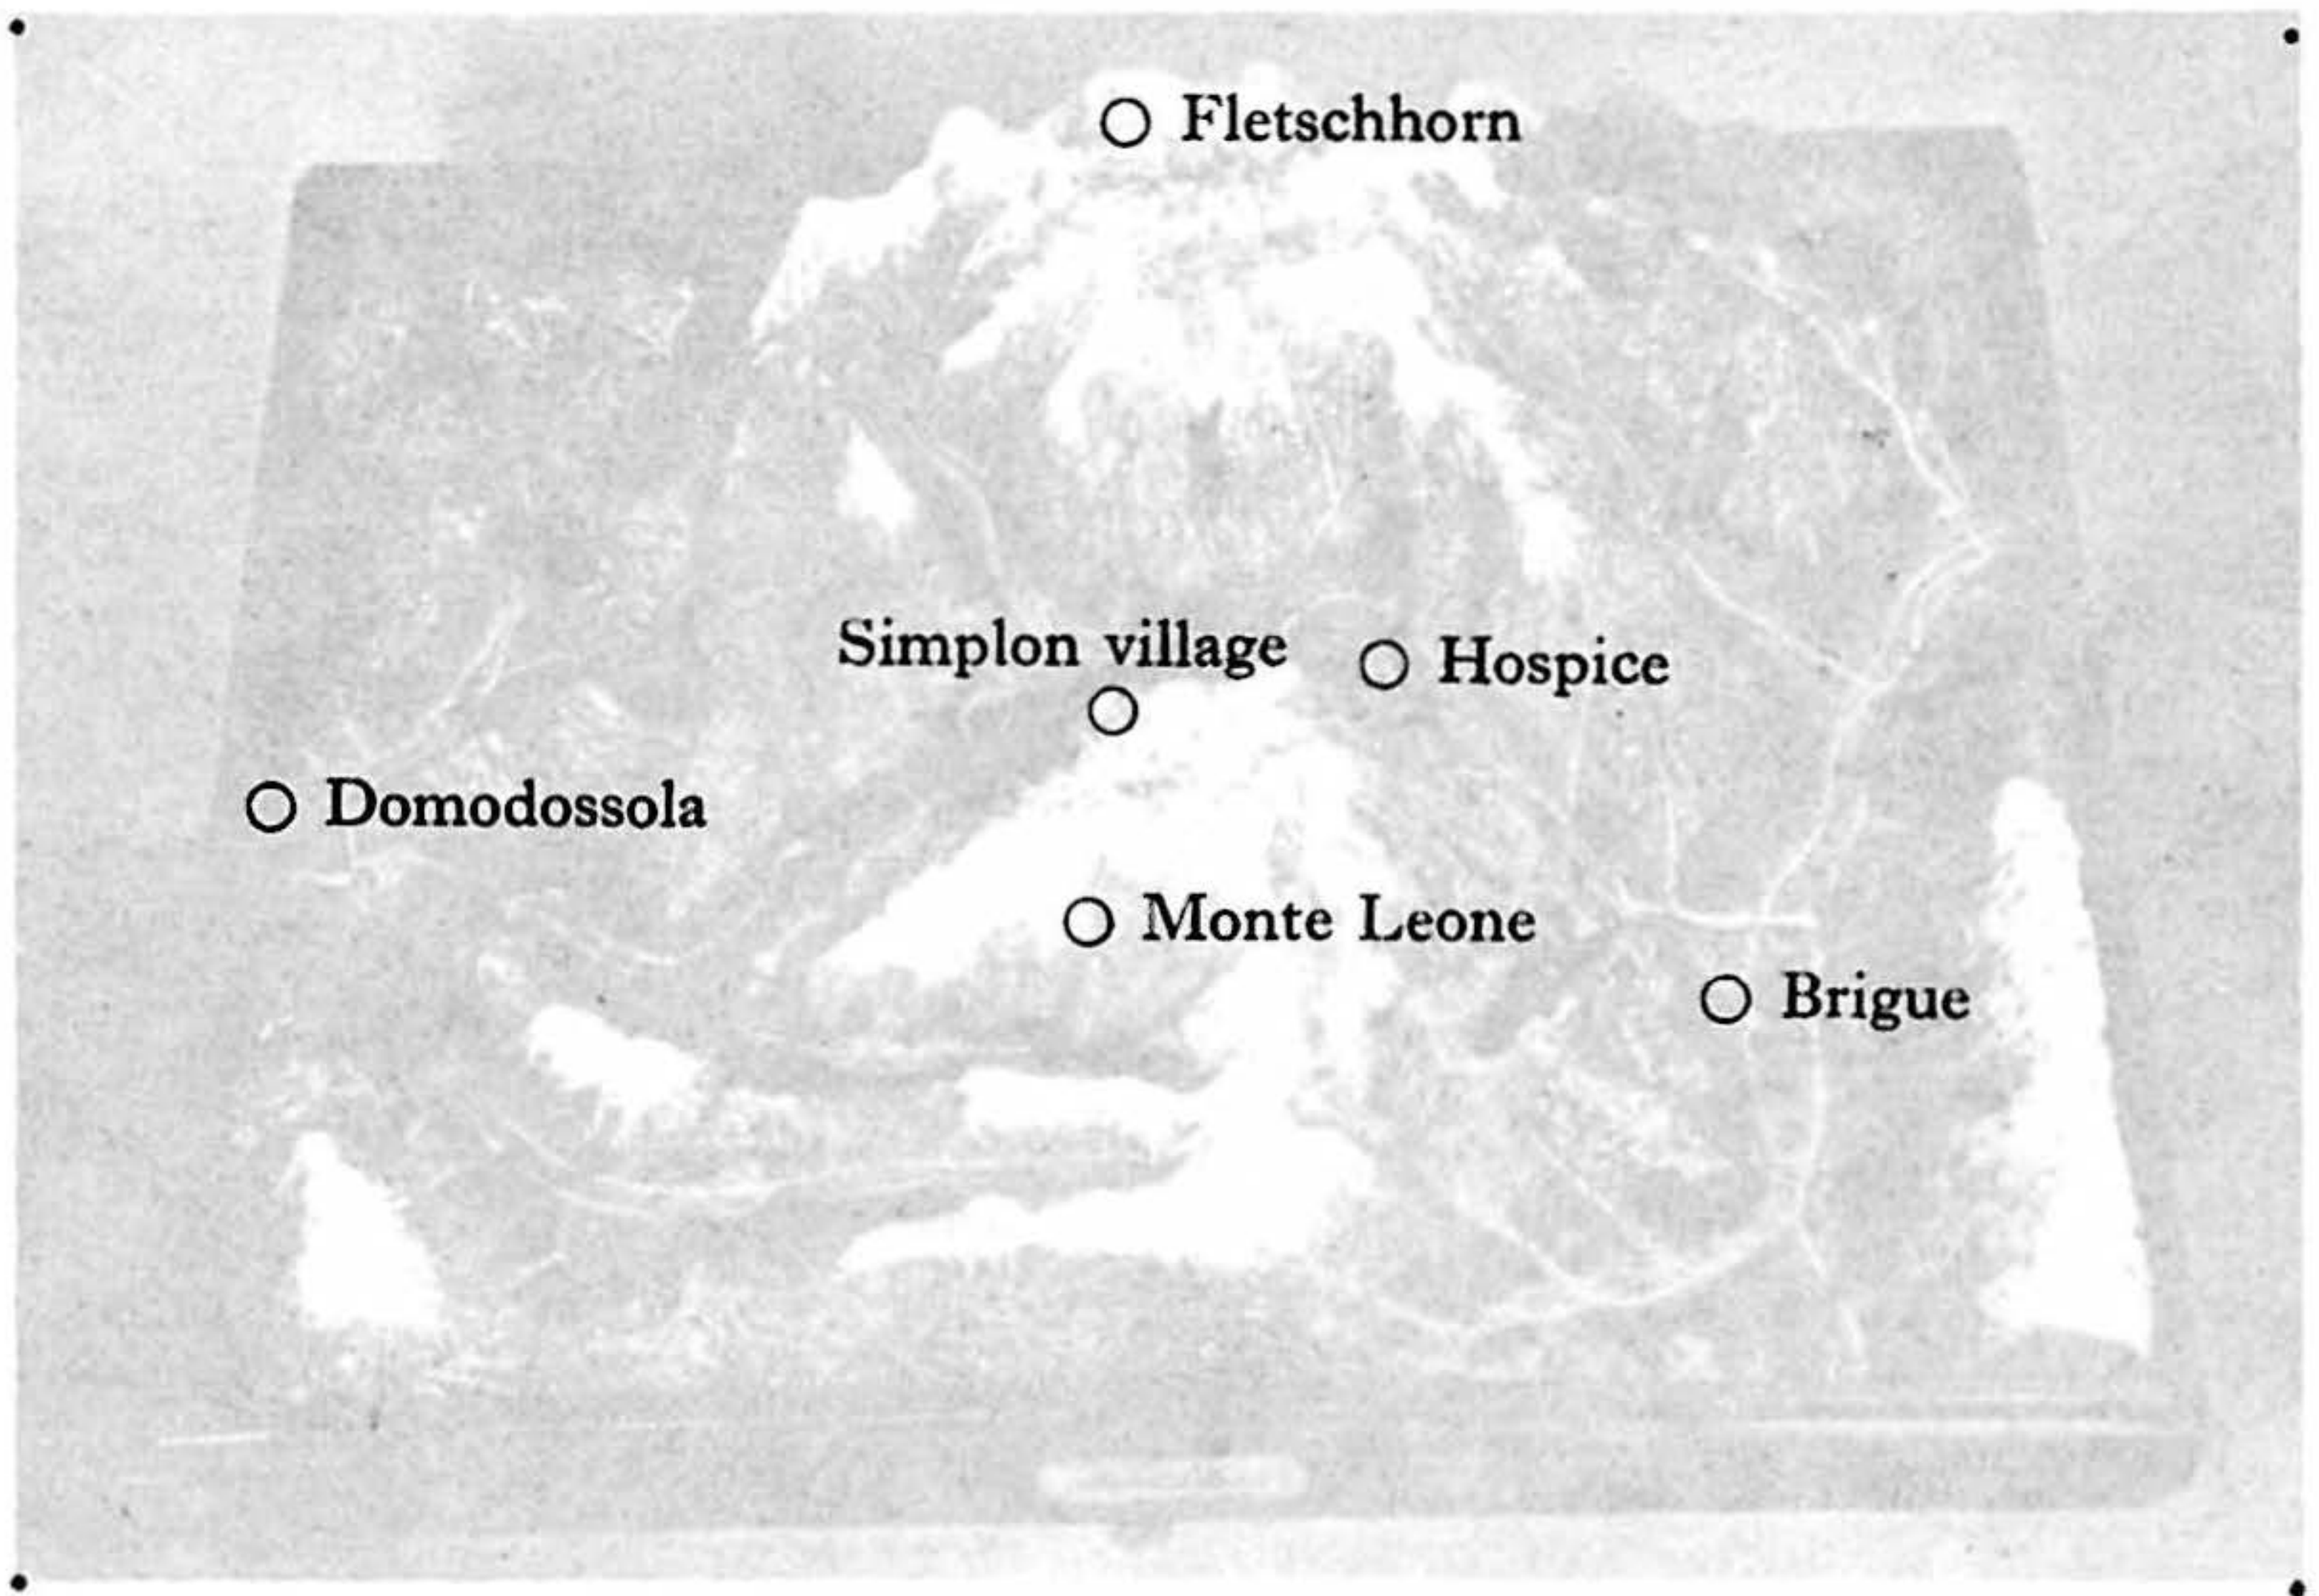 Fletschhorn
Simplon village
Hospice
Domodossola
Monte Leone
Brigue